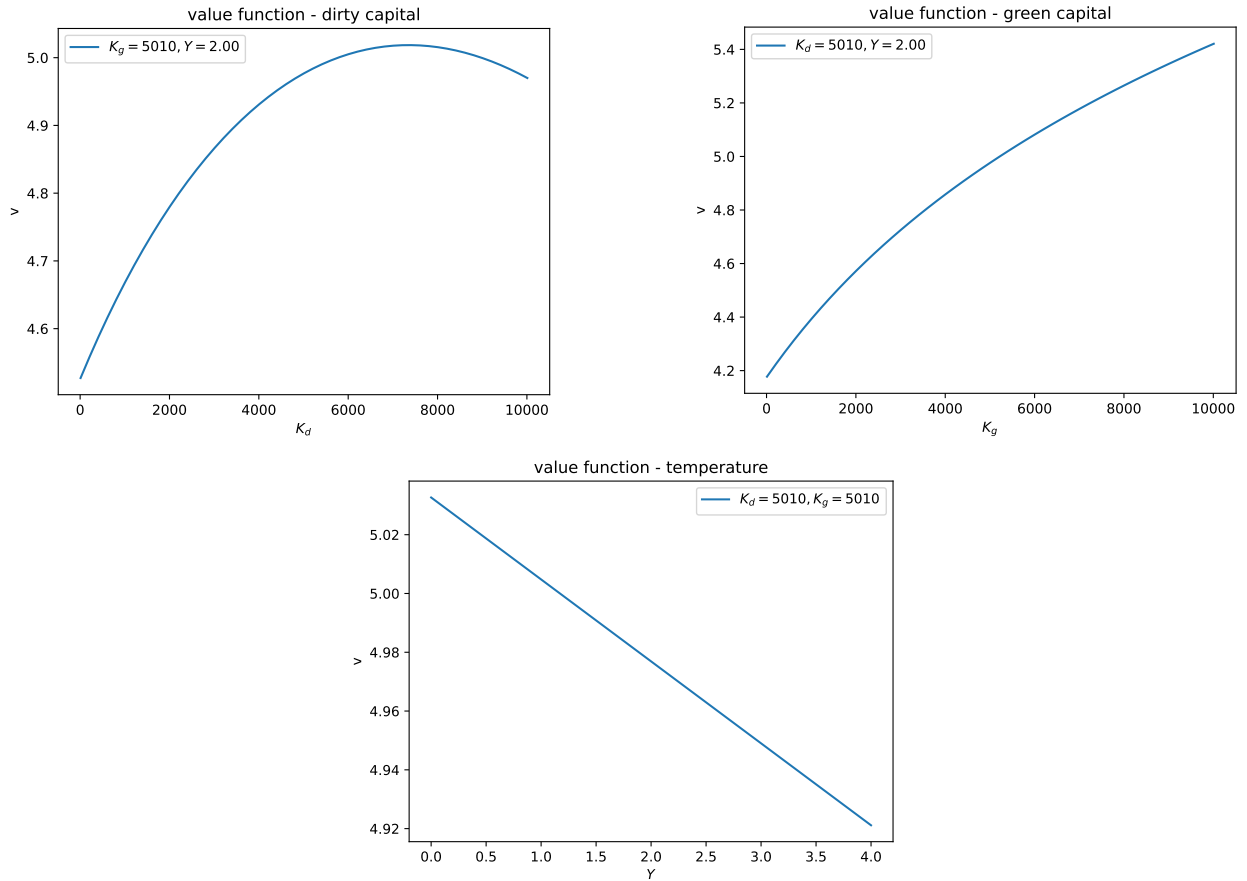 value function - dirty capital
K_g = 5010, Y = 2.00
v
5.0
4.9
4.8
4.7
4.6
0 2000 4000 6000 8000 10000
K_d
value function - green capital
K_d = 5010, Y = 2.00
v
5.4
5.2
5.0
4.8
4.6
4.4
4.2
0 2000 4000 6000 8000 10000
K_g
value function - temperature
K_d = 5010, K_g = 5010
v
5.02
5.00
4.98
4.96
4.94
4.92
0.0 0.5 1.0 1.5 2.0 2.5 3.0 3.5 4.0
Y